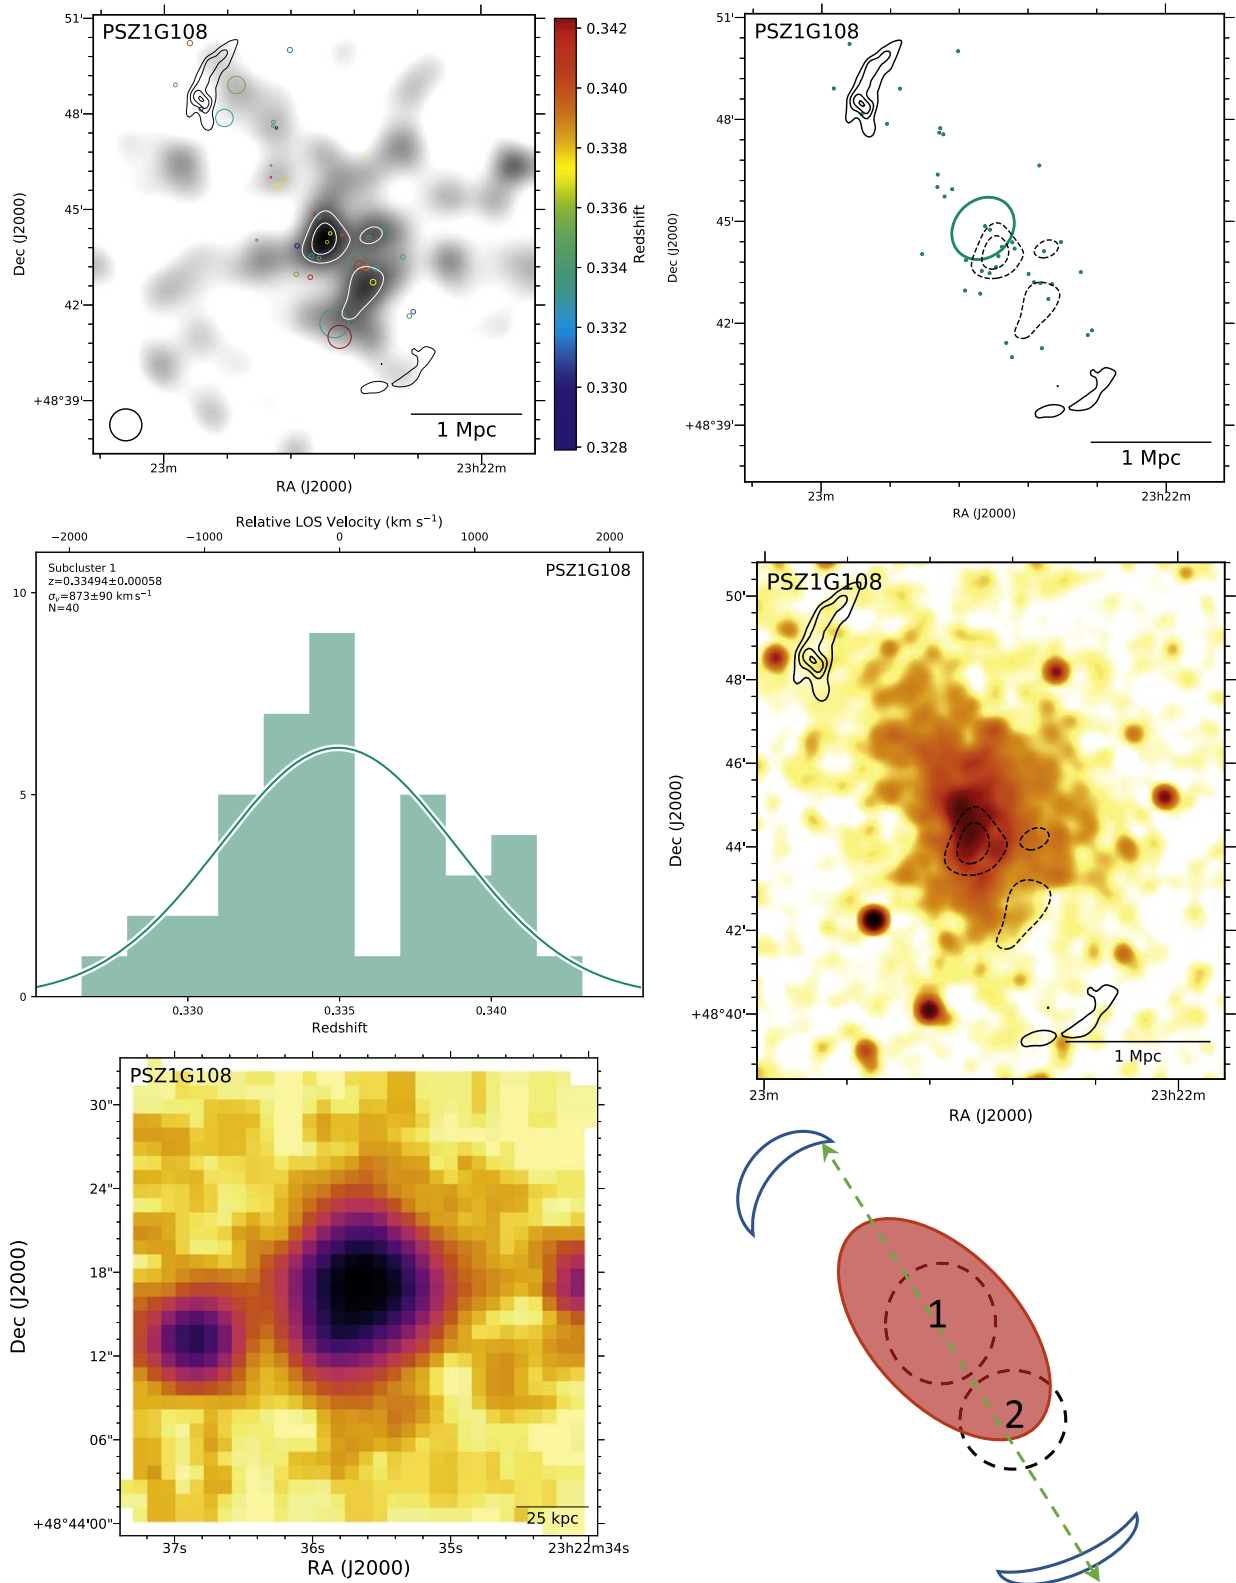 PSZ1G108
51'
48'
45'
42'
+48°39'
Dec (J2000)
23m
23h22m
RA (J2000)
1 Mpc
0.342
0.340
0.338
0.336
0.334
0.332
0.330
0.328
Redshift
PSZ1G108
51'
48'
45'
42'
+48°39'
Dec (J2000)
23m
23h22m
RA (J2000)
1 Mpc
Relative LOS Velocity (km s⁻¹)
−2000 −1000 0 1000 2000
Subcluster 1
z=0.33494±0.00058
σᵥ=873±90 km s⁻¹
N=40
PSZ1G108
10
5
0
0.330 0.335 0.340
Redshift
PSZ1G108
50'
48'
46'
44'
42'
+48°40'
Dec (J2000)
1 Mpc
23m
23h22m
RA (J2000)
PSZ1G108
30"
24"
18"
12"
06"
+48°44'00"
Dec (J2000)
25 kpc
37s 36s 35s 23h22m34s
RA (J2000)
1
2